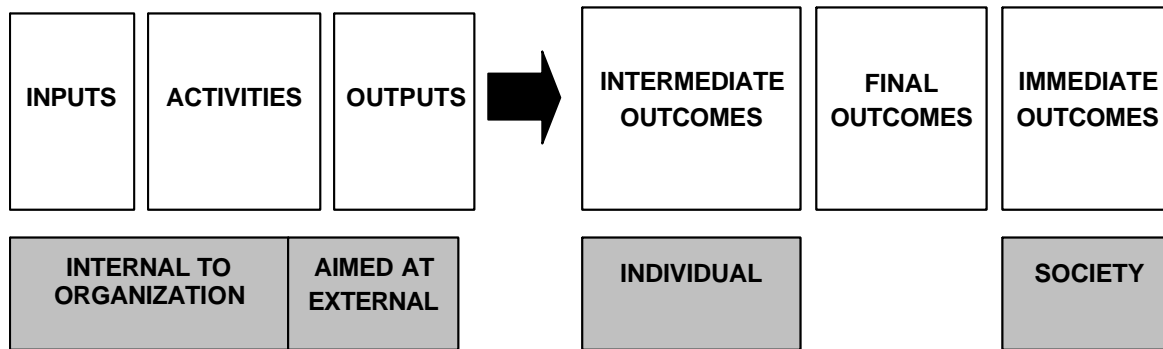 INPUTS
ACTIVITIES
OUTPUTS
INTERMEDIATE
OUTCOMES
FINAL
OUTCOMES
IMMEDIATE
OUTCOMES
INTERNAL TO
ORGANIZATION
AIMED AT
EXTERNAL
INDIVIDUAL
SOCIETY